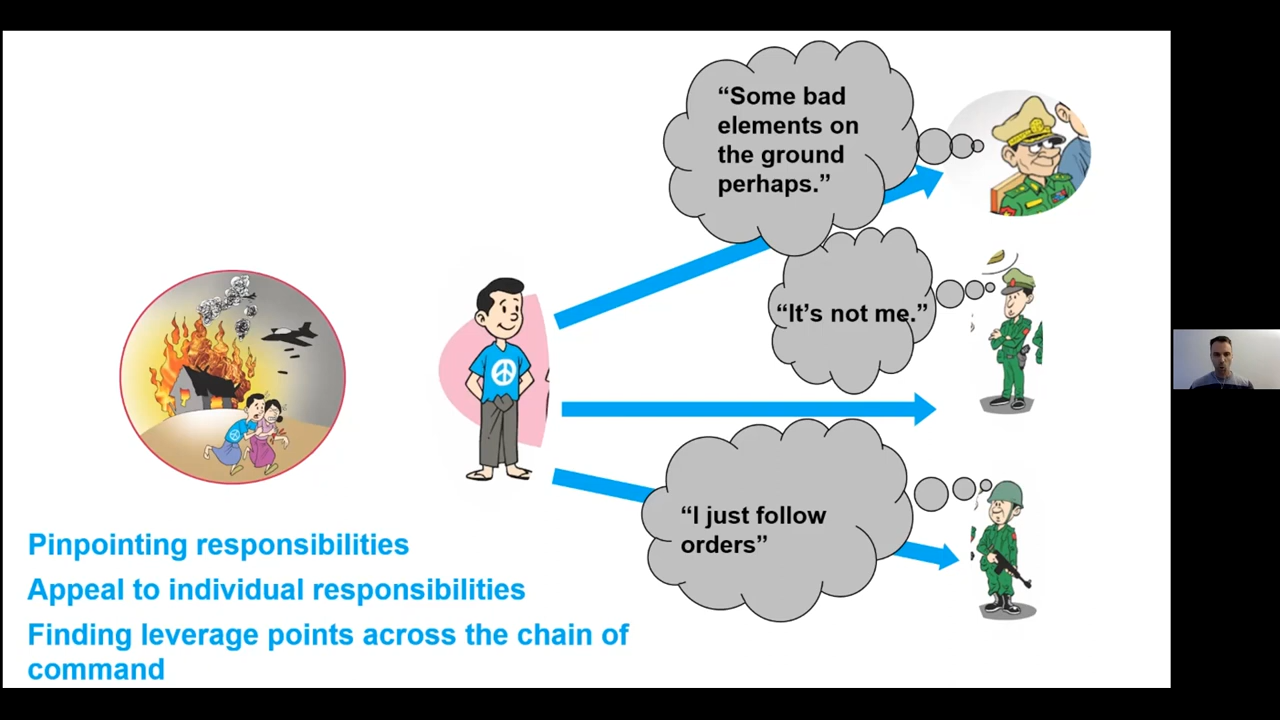 “Some bad
elements on
the ground
perhaps.”
“It’s not me.”
“I just follow
orders”
Pinpointing responsibilities
Appeal to individual responsibilities
Finding leverage points across the chain of
command